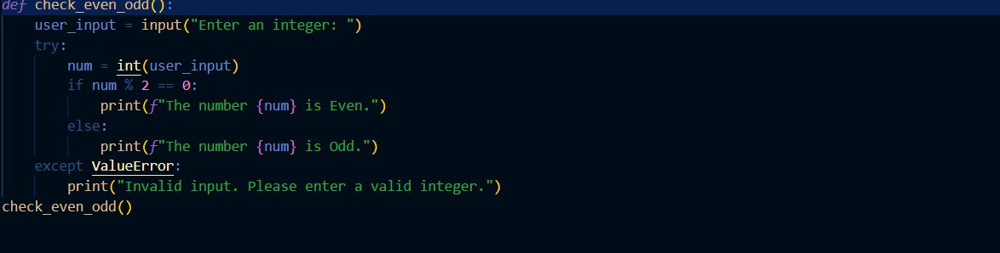 def check_even_odd():
    user_input = input("Enter an integer: ")
    try:
        num = int(user_input)
        if num % 2 == 0:
            print(f"The number {num} is Even.")
        else:
            print(f"The number {num} is Odd.")
    except ValueError:
        print("Invalid input. Please enter a valid integer.")
check_even_odd()